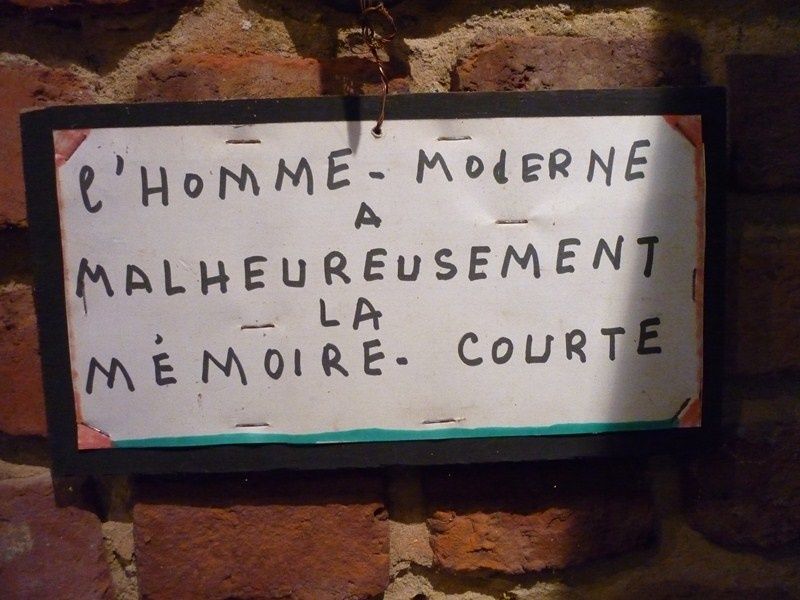 l'HOMME- MOdERNE
A
MALHEUREUSEMENT
LA
MÉMOIRE- COURTE